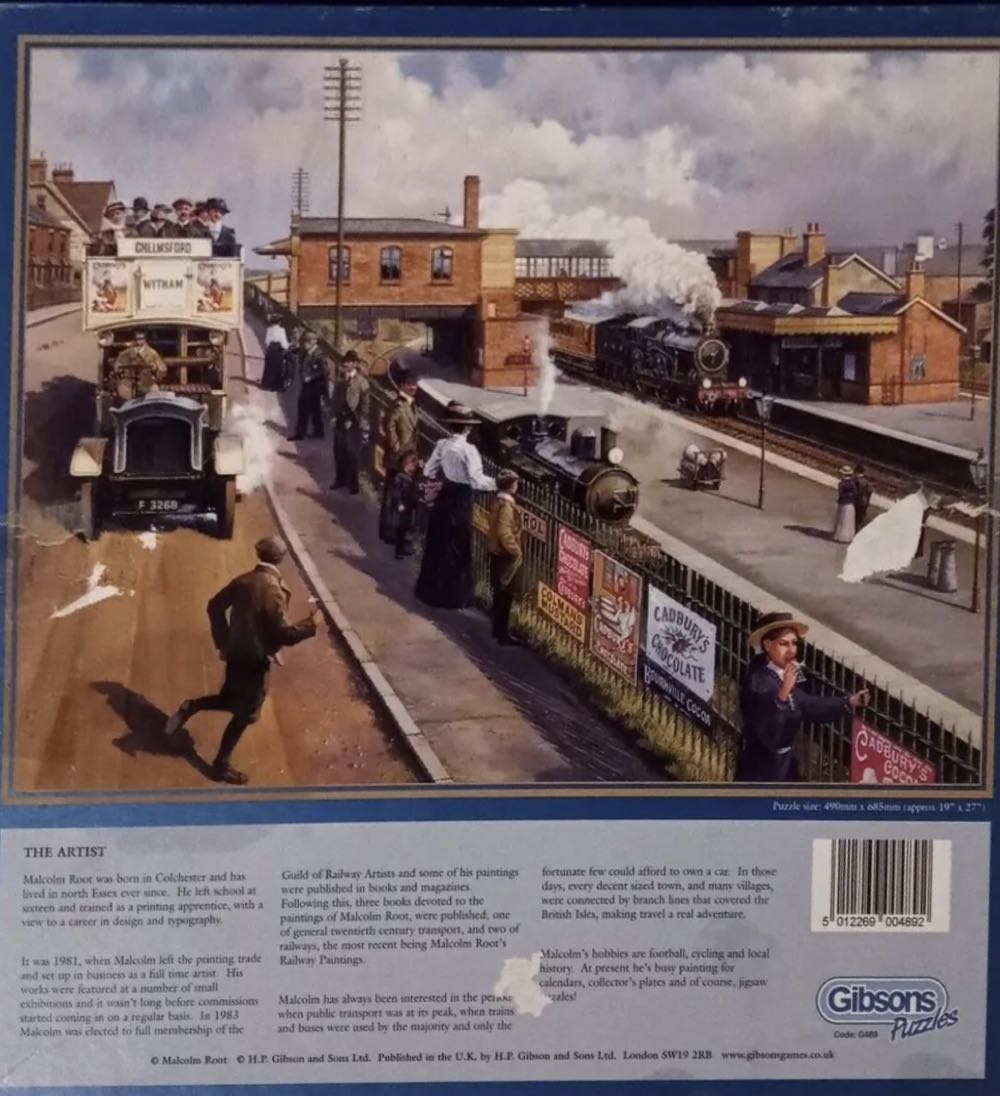 CHLMSFORD
WITHAM
F 3268
CADBURY'S
CHOCOLATE
COLMAN'S
MUSTARD
CADBURY'S
CHOCOLATE
BOURNVILLE COCOA
CADBURY'S
COCOA
Puzzle size: 490mm x 685mm (approx 19" x 27")
THE ARTIST
Malcolm Root was born in Colchester and has
lived in north Essex ever since. He left school at
sixteen and trained as a printing apprentice, with a
view to a career in design and typography.
It was 1981, when Malcolm left the printing trade
and set up in business as a full time artist. His
works were featured at a number of small
exhibitions and it wasn't long before commissions
started coming in on a regular basis. In 1983
Malcolm was elected to full membership of the
Guild of Railway Artists and some of his paintings
were published in books and magazines.
Following this, three books devoted to the
paintings of Malcolm Root, were published; one
of general twentieth century transport, and two of
railways, the most recent being Malcolm Root's
Railway Paintings.
Malcolm has always been interested in the period
when public transport was at its peak, when trains
and buses were used by the majority and only the
fortunate few could afford to own a car. In those
days, every decent sized town, and many villages,
were connected by branch lines that covered the
British Isles, making travel a real adventure.
Malcolm's hobbies are football, cycling and local
history. At present he's busy painting for
calendars, collector's plates and of course, jigsaw
zzles!
5 012269 004892
Gibsons
Puzzles
Code: G489
© Malcolm Root © H.P. Gibson and Sons Ltd. Published in the U.K. by H.P. Gibson and Sons Ltd. London SW19 2RB www.gibsonsgames.co.uk